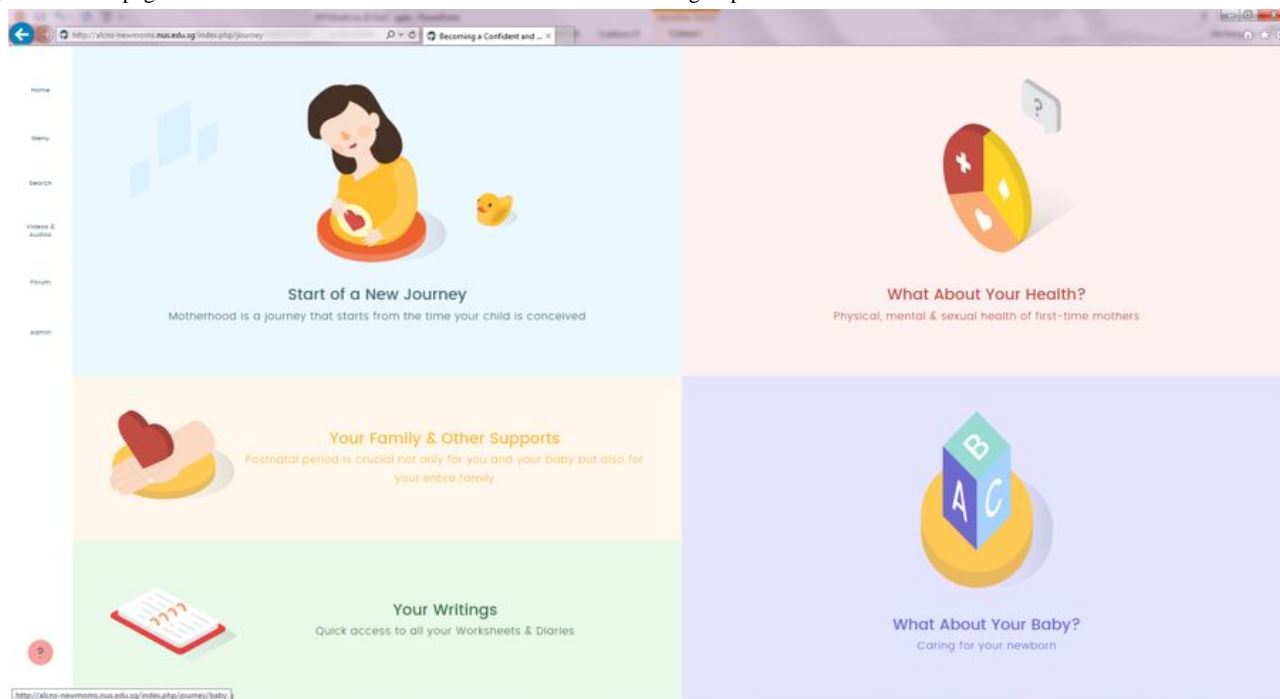 http://alcns-newmoms.nus.edu.sg/index.php/journey
Becoming a Confident and ...
Home
Menu
Search
Videos &
Audios
Forum
Admin
Start of a New Journey
Motherhood is a journey that starts from the time your child is conceived
?
What About Your Health?
Physical, mental & sexual health of first-time mothers
Your Family & Other Supports
Postnatal period is crucial not only for you and your baby but also for
your entire family
Your Writings
Quick access to all your Worksheets & Diaries
B
A C
What About Your Baby?
Caring for your newborn
?
http://alcns-newmoms.nus.edu.sg/index.php/journey/baby